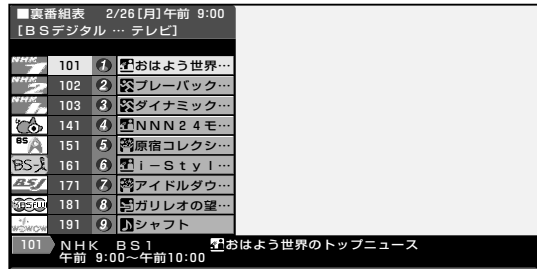 ■裏番組表 2/26[月]午前 9:00
[BSデジタル … テレビ]
101 1 おはよう世界…
102 2 プレーバック…
103 3 ダイナミック…
141 4 NNN24モ…
BS A 151 5 原宿コレクシ…
BS-i 161 6 i-Styl…
BSJ 171 7 アイドルダウ…
181 8 ガリレオの望…
WOWOW 191 9 シャフト
101 NHK BS1 おはよう世界のトップニュース
午前 9:00~午前10:00